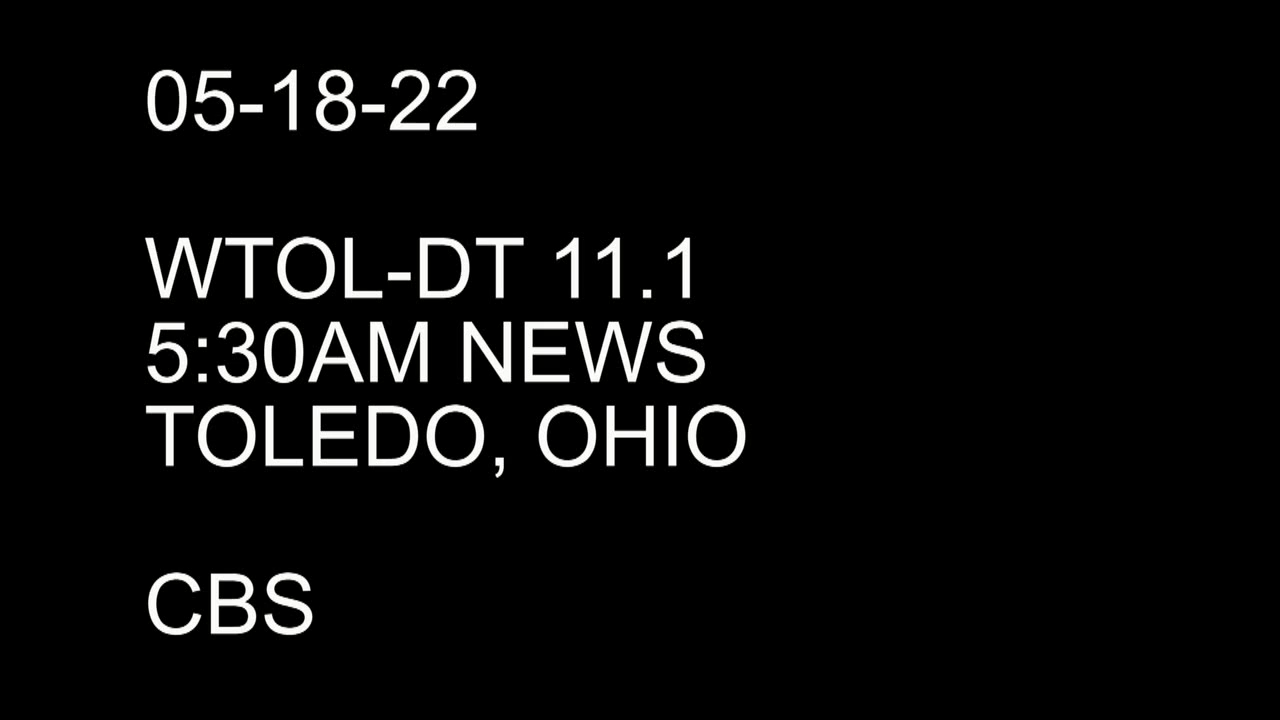 05-18-22
WTOL-DT 11.1
5:30AM NEWS
TOLEDO, OHIO
CBS